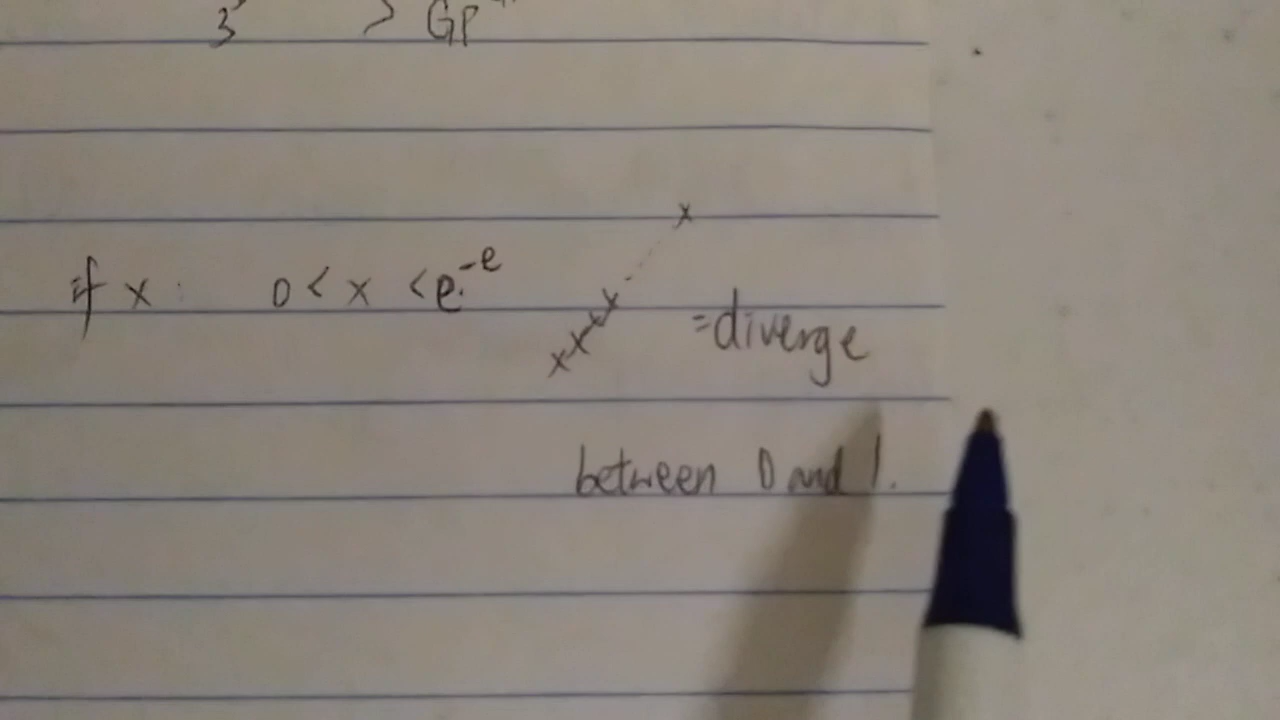 3 > GP
if x 0 < x < e^-e x^x^x^x^...^x = diverge
between 0 and 1.